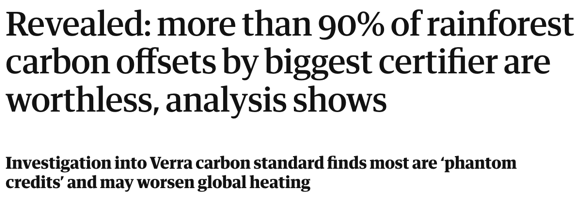 Revealed: more than 90% of rainforest
carbon offsets by biggest certifier are
worthless, analysis shows
Investigation into Verra carbon standard finds most are ‘phantom
credits’ and may worsen global heating